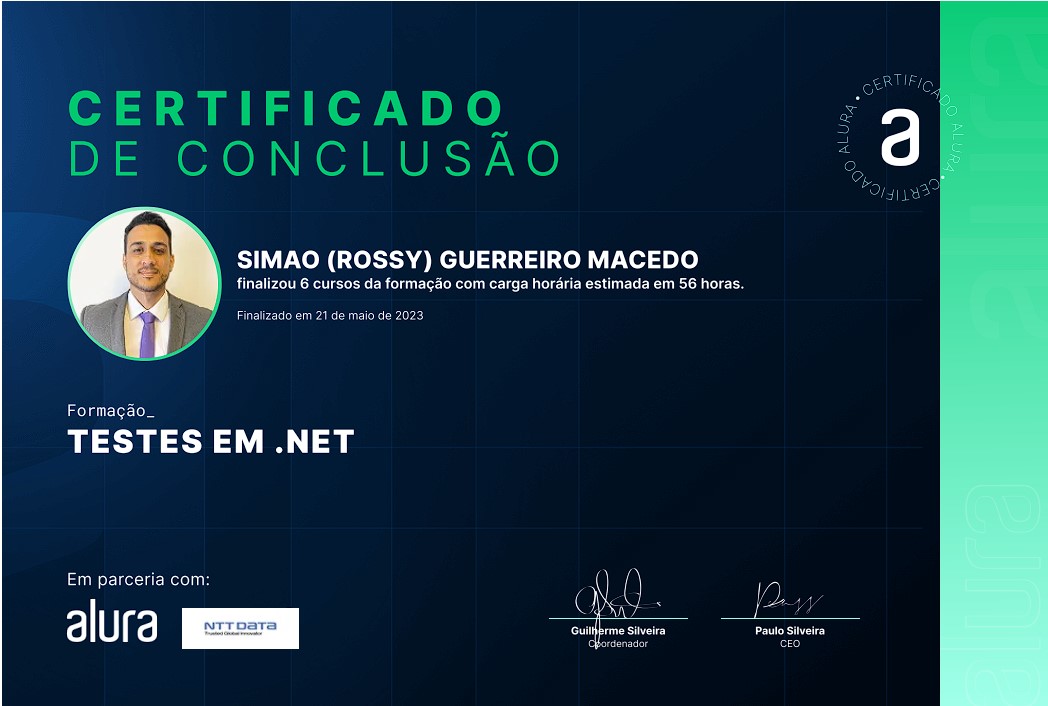 CERTIFICADO
DE CONCLUSÃO
CERTIFICADO ALURA • CERTIFICADO ALURA •
a
SIMAO (ROSSY) GUERREIRO MACEDO
finalizou 6 cursos da formação com carga horária estimada em 56 horas.
Finalizado em 21 de maio de 2023
Formação_
TESTES EM .NET
Em parceria com:
alura
NTT DATA
Trusted Global Innovator
Guilherme Silveira
Coordenador
Paulo Silveira
CEO
alura
alura